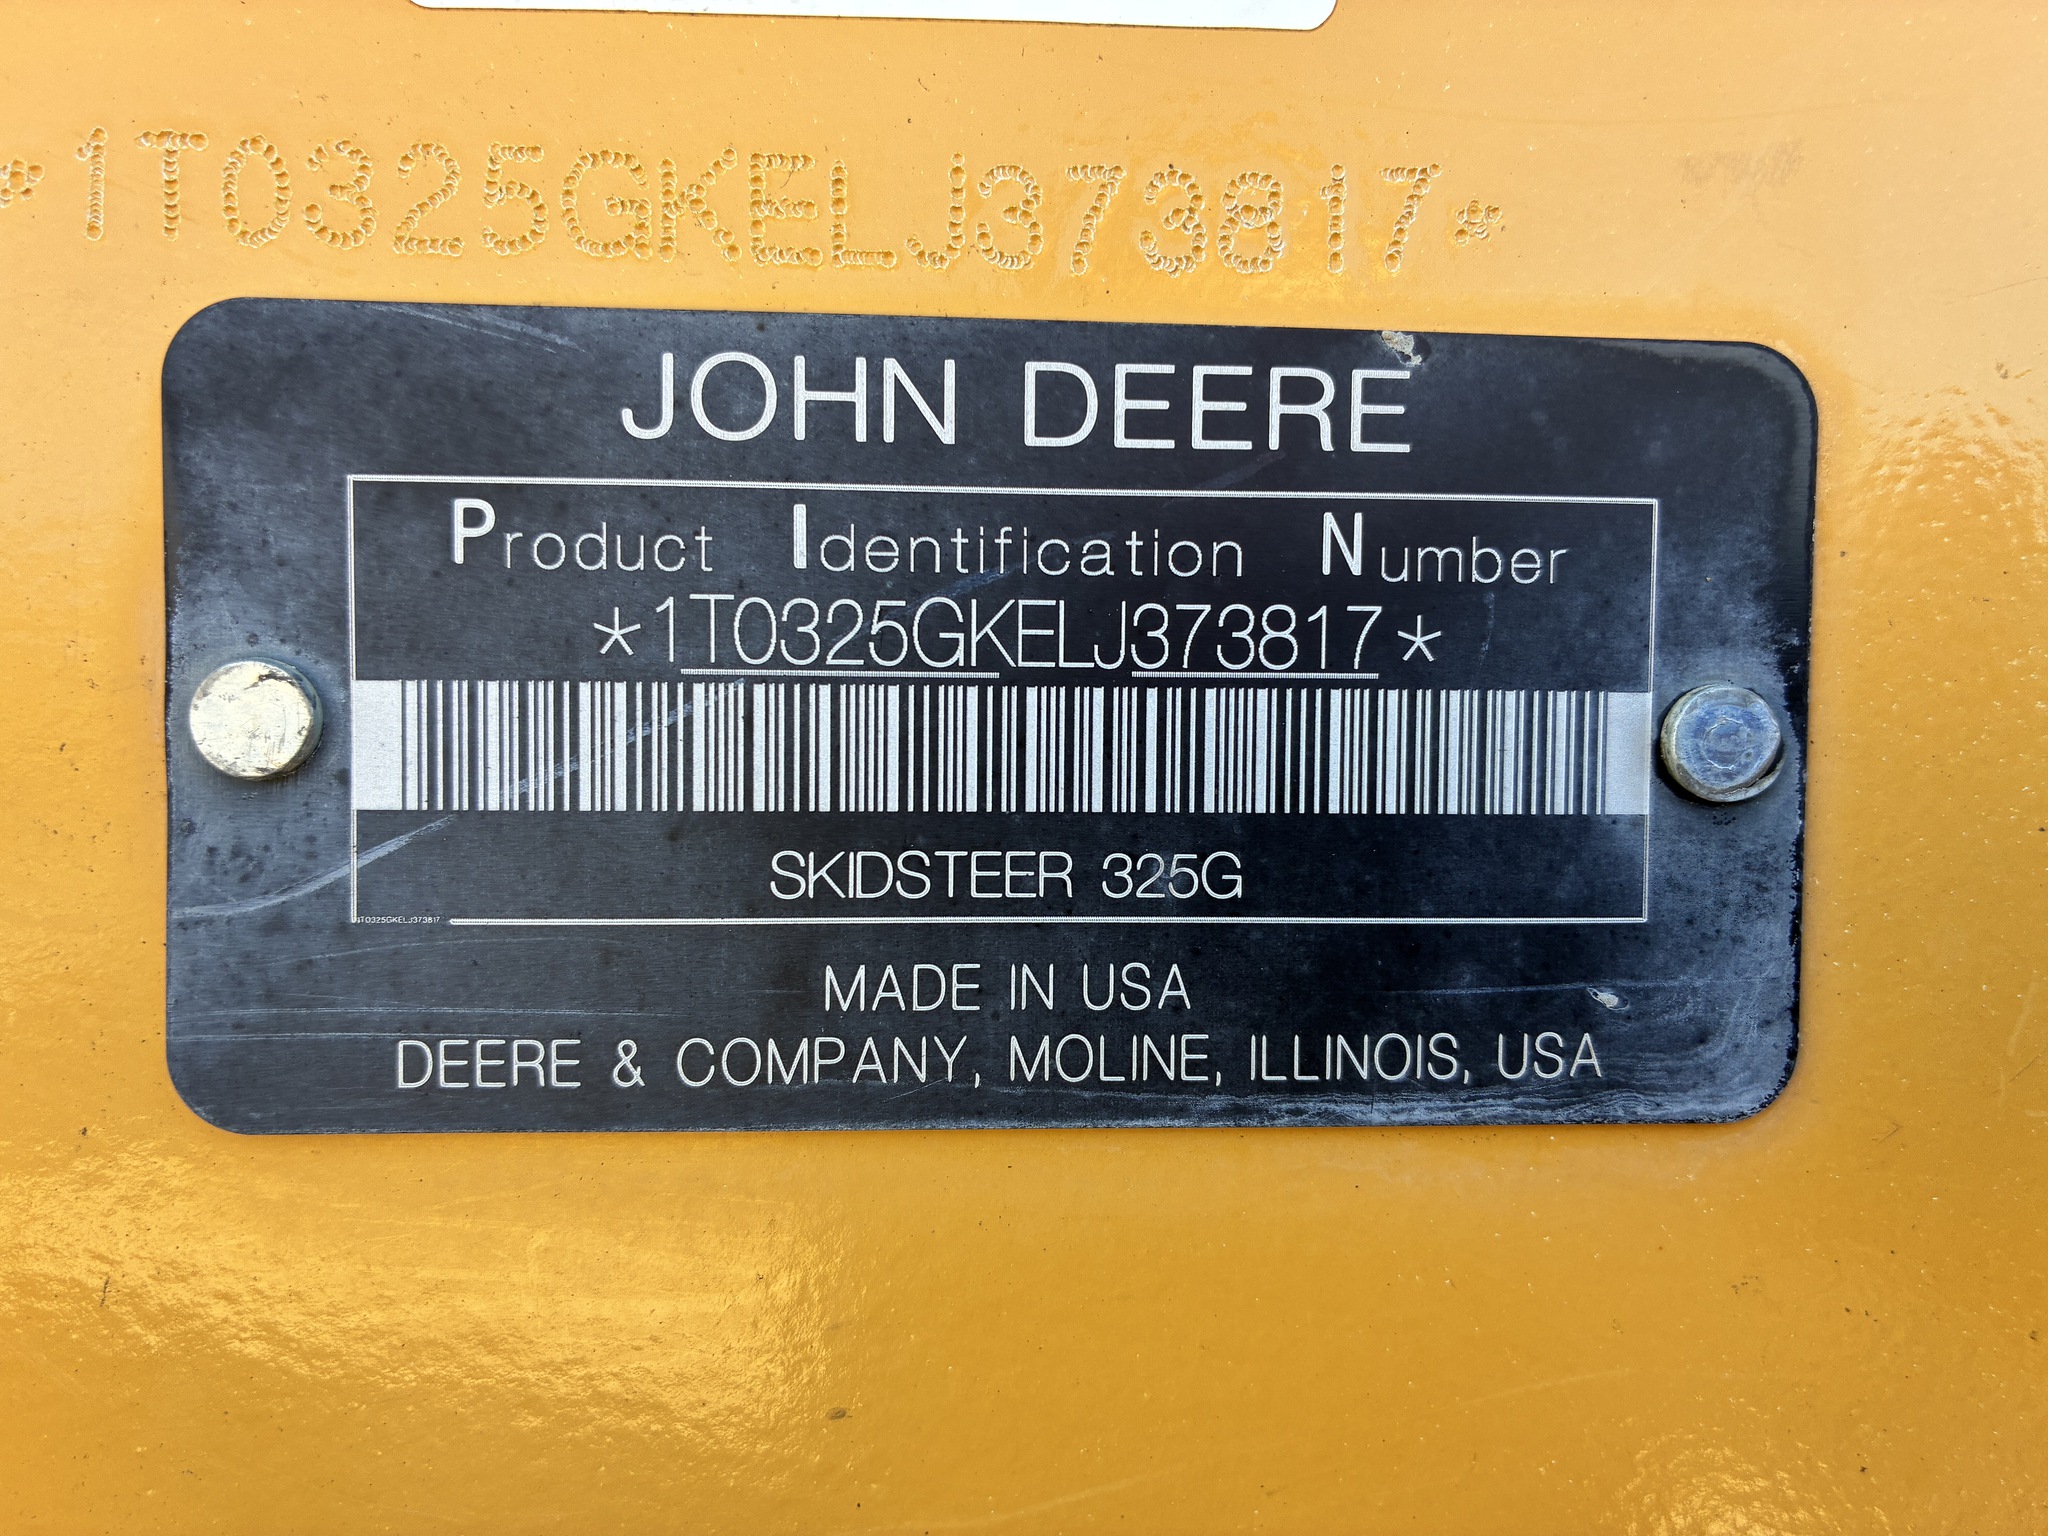 *1T0325GKELJ373817*
JOHN DEERE
Product Identification Number
*1T0325GKELJ373817*
SKIDSTEER 325G
1T0325GKELJ373817
MADE IN USA
DEERE & COMPANY, MOLINE, ILLINOIS, USA